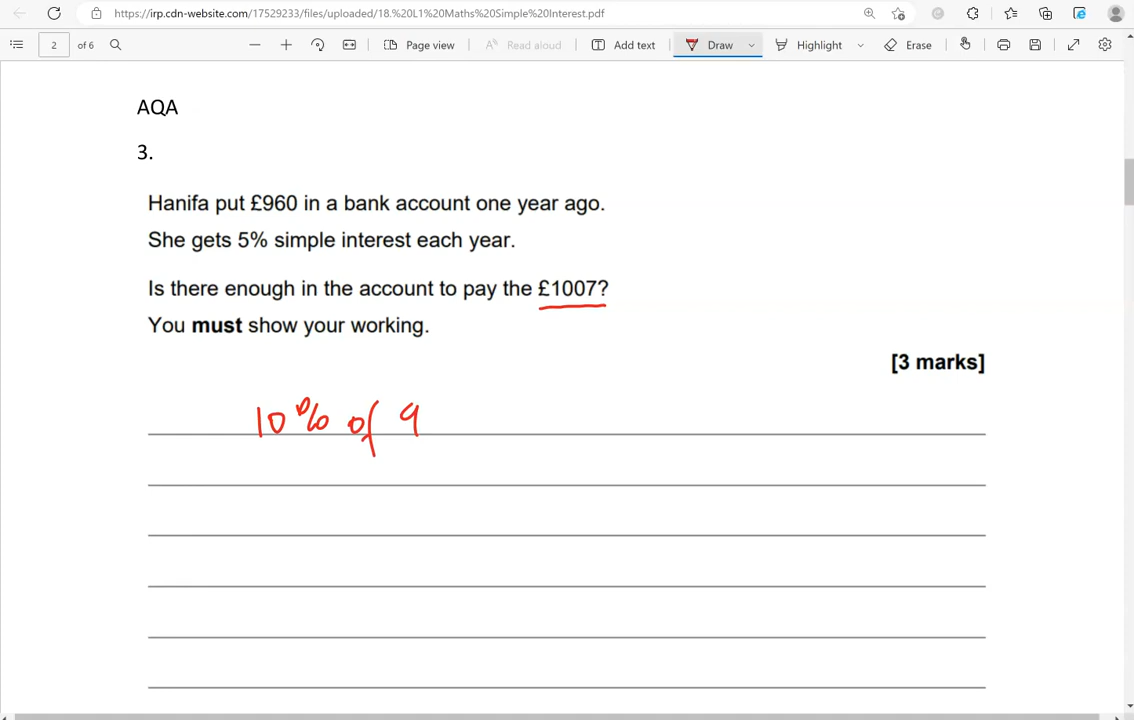 https://irp.cdn-website.com/17529233/files/uploaded/18.%20L1%20Maths%20Simple%20Interest.pdf
2 of 6 Page view Read aloud Add text Draw Highlight Erase
AQA
3.
Hanifa put £960 in a bank account one year ago.
She gets 5% simple interest each year.
Is there enough in the account to pay the £1007?
You must show your working.
[3 marks]
10% of 9